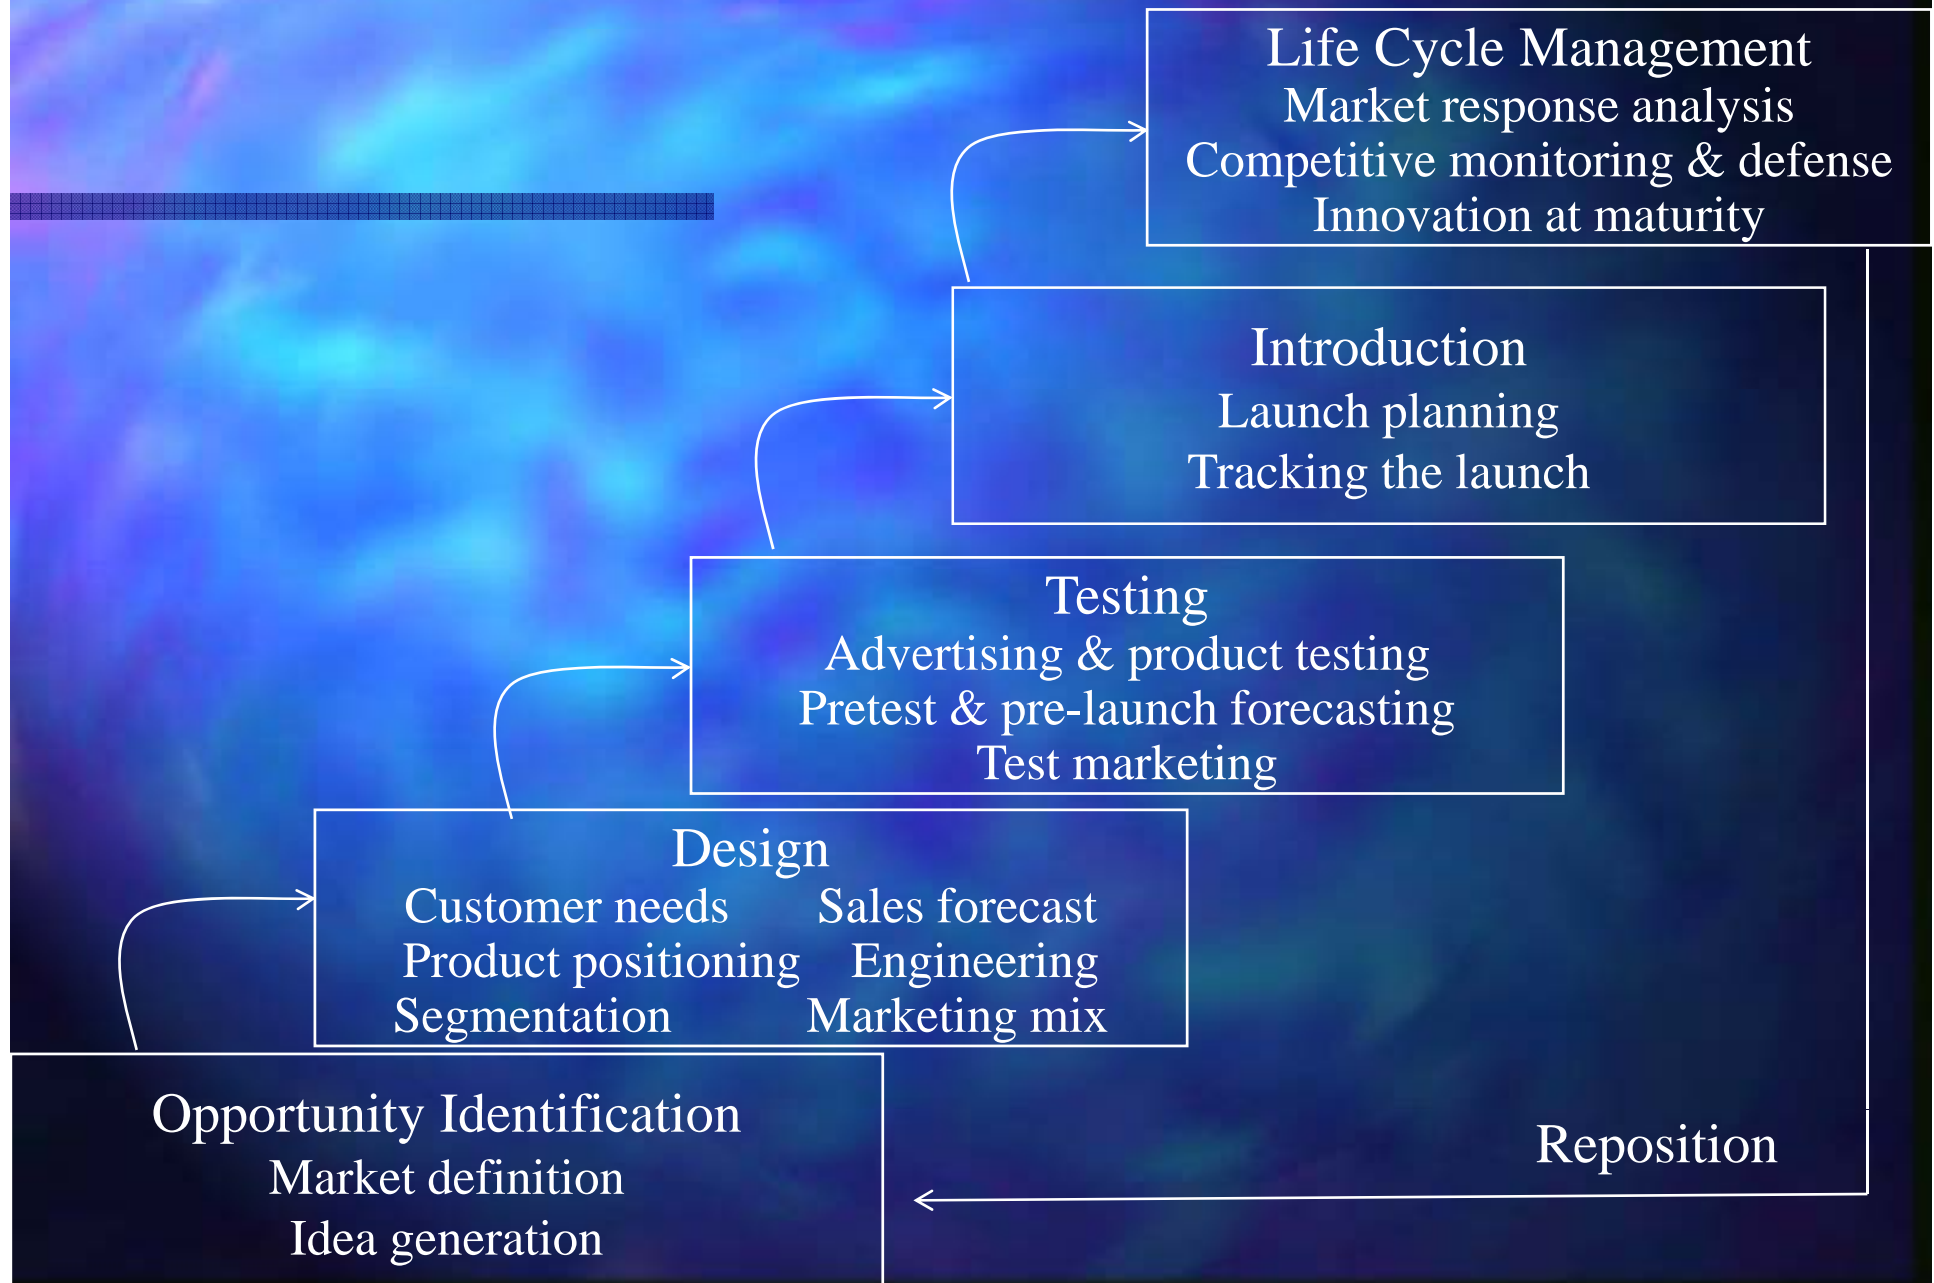 Life Cycle Management
Market response analysis
Competitive monitoring & defense
Innovation at maturity
Introduction
Launch planning
Tracking the launch
Testing
Advertising & product testing
Pretest & pre-launch forecasting
Test marketing
Design
Customer needs Sales forecast
Product positioning Engineering
Segmentation Marketing mix
Opportunity Identification
Market definition
Idea generation
Reposition